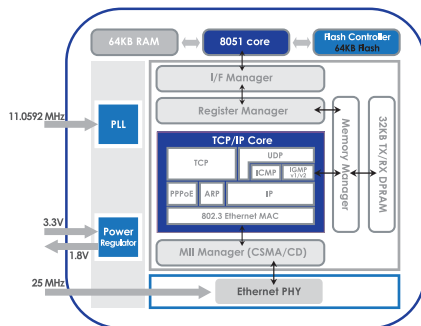 64KB RAM
8051 core
Flash Controller
64KB Flash
I/F Manager
Register Manager
11.0592 MHz
PLL
TCP/IP Core
TCP
UDP
ICMP
IGMP
v1/v2
PPPoE
ARP
IP
802.3 Ethernet MAC
Memory Manager
32KB TX/RX DPRAM
3.3V
Power
Regulator
1.8V
MII Manager (CSMA/CD)
25 MHz
Ethernet PHY